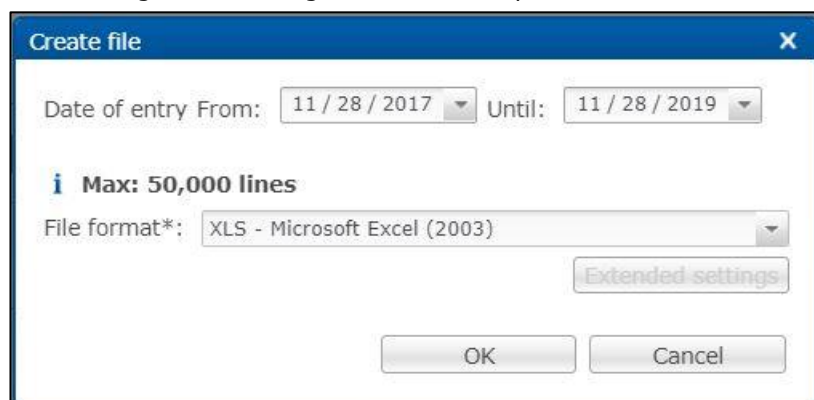 Create file X
Date of entry From: 11 / 28 / 2017 Until: 11 / 28 / 2019
i Max: 50,000 lines
File format*: XLS - Microsoft Excel (2003)
Extended settings
OK Cancel